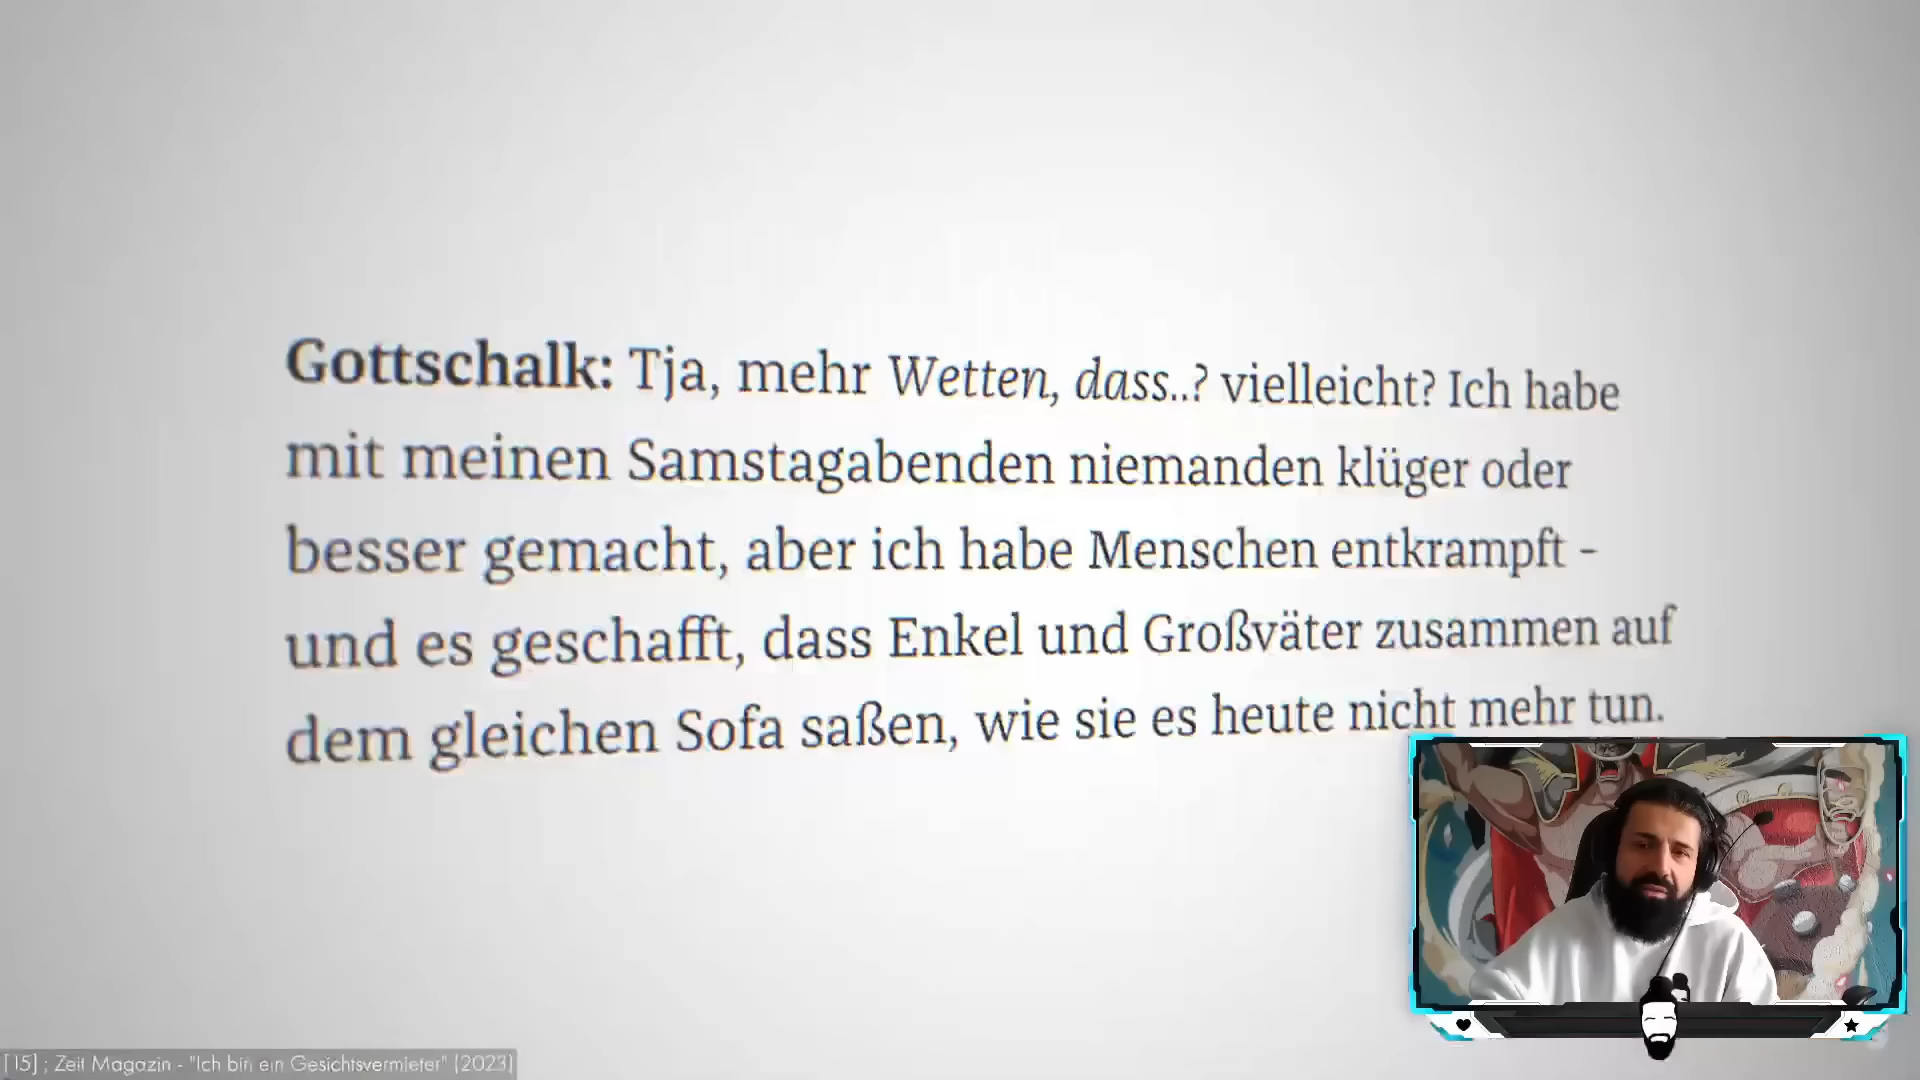 Gottschalk: Tja, mehr Wetten, dass..? vielleicht? Ich habe
mit meinen Samstagabenden niemanden klüger oder
besser gemacht, aber ich habe Menschen entkrampft -
und es geschafft, dass Enkel und Großväter zusammen auf
dem gleichen Sofa saßen, wie sie es heute nicht mehr tun.
[15] ; Zeit Magazin - "Ich bin ein Gesichtsvermieter" (2023)